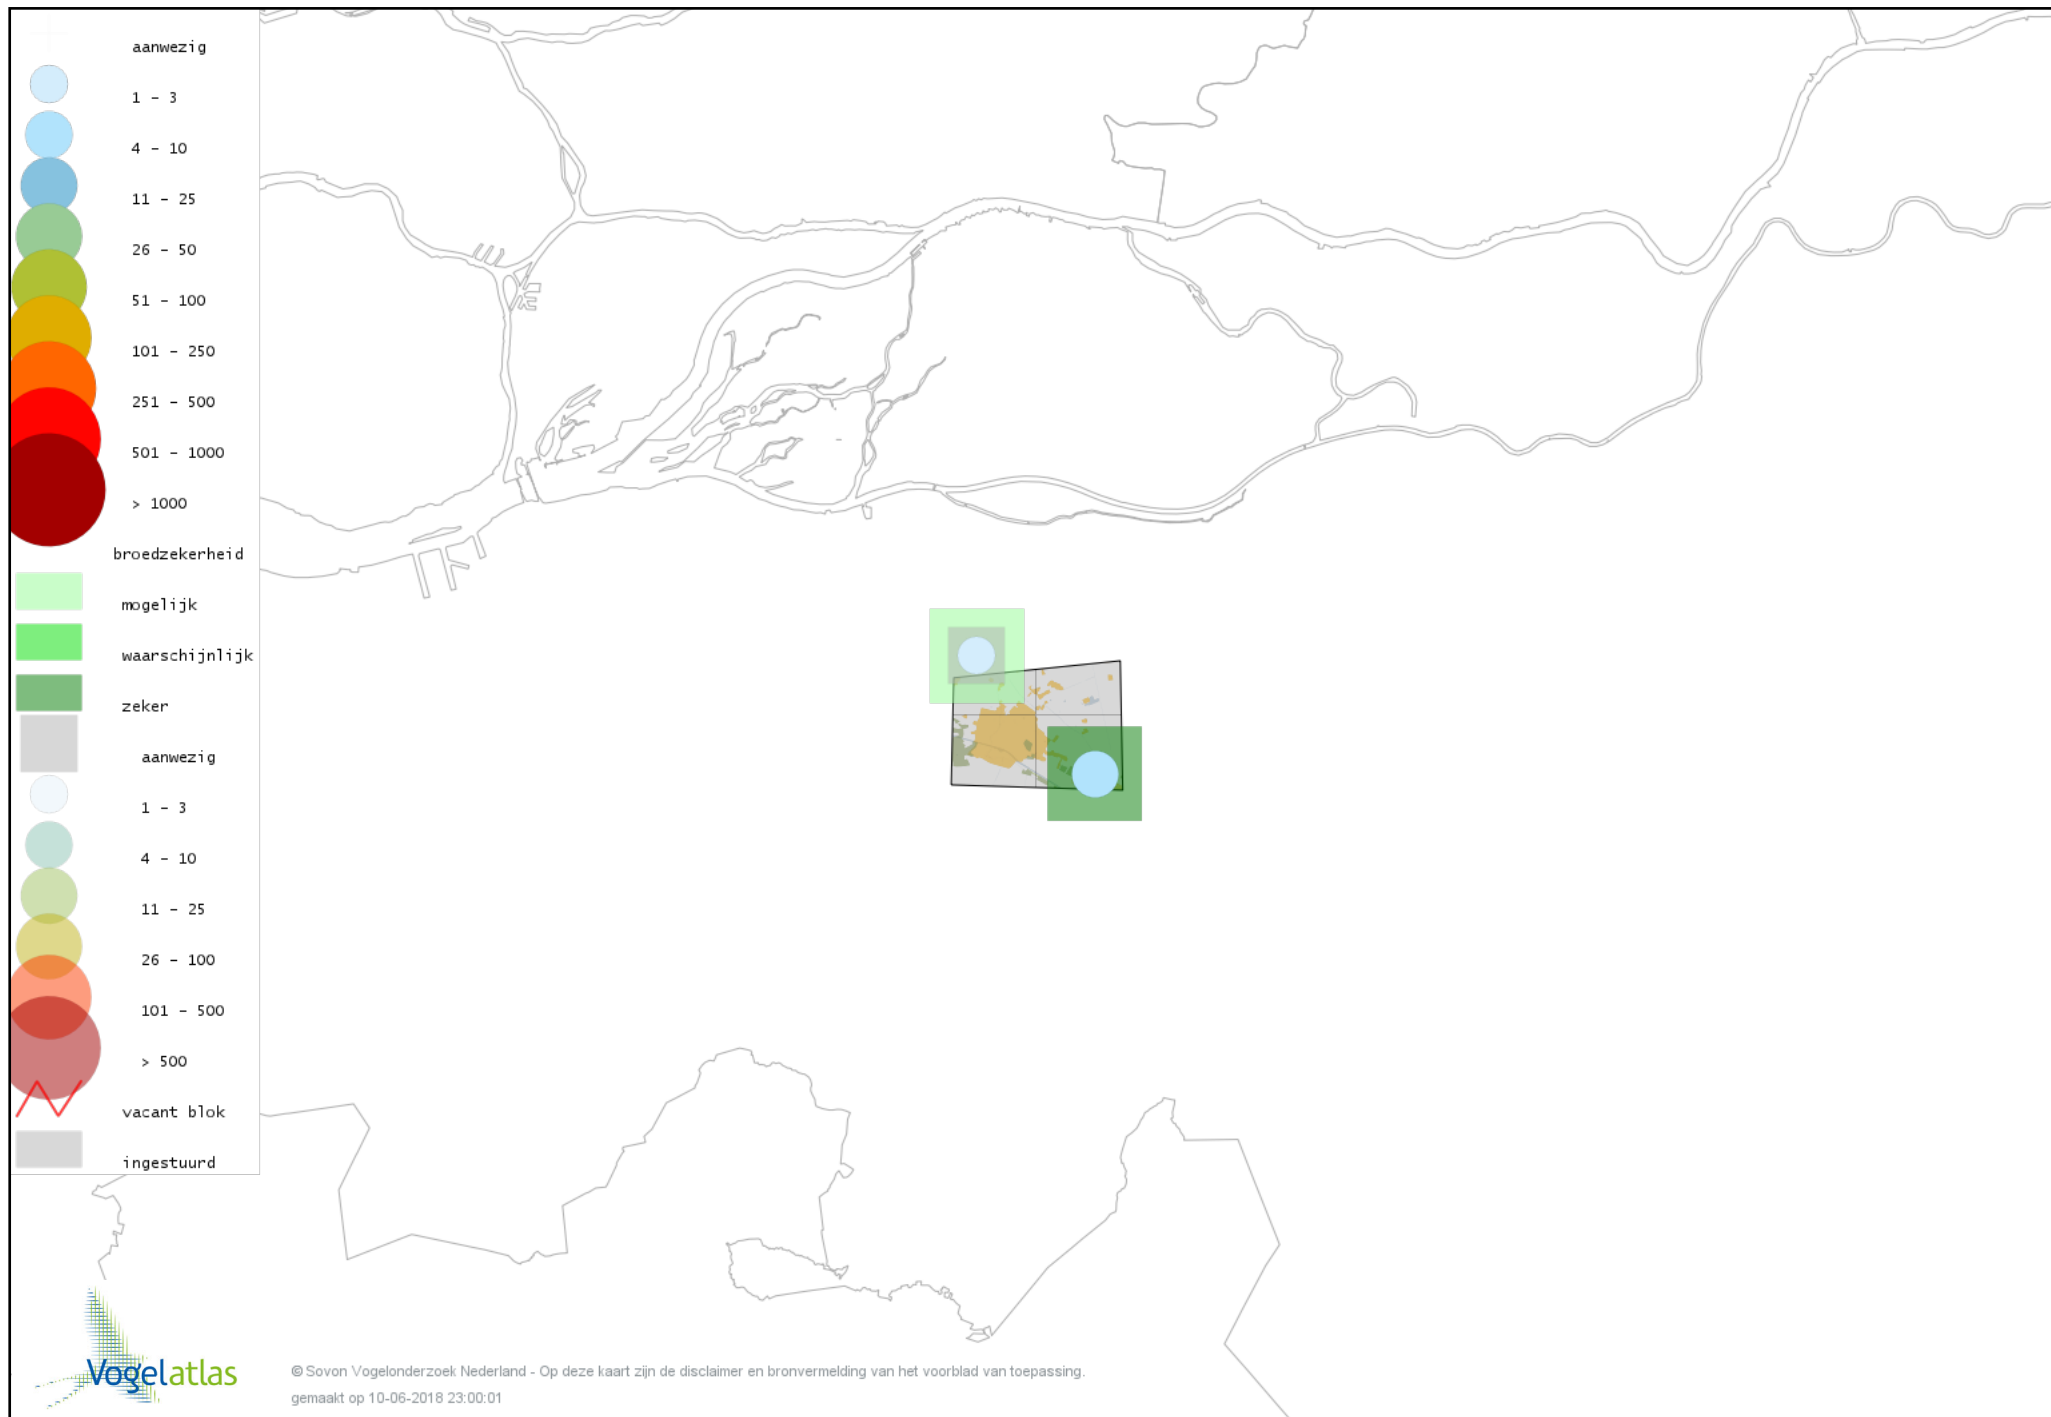 aanwezig
1 - 3
4 - 10
11 - 25
26 - 50
51 - 100
101 - 250
251 - 500
501 - 1000
> 1000
broedzekerheid
mogelijk
waarschijnlijk
zeker
aanwezig
1 - 3
4 - 10
11 - 25
26 - 100
101 - 500
> 500
vacant blok
ingestuurd
Vogelatlas
© Sovon Vogelonderzoek Nederland - Op deze kaart zijn de disclaimer en bronvermelding van het voorblad van toepassing.
gemaakt op 10-06-2018 23:00:01